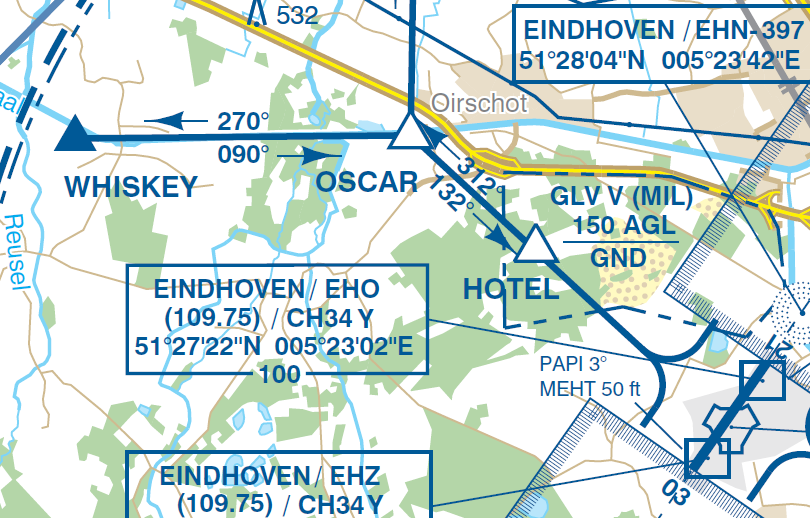 532
EINDHOVEN / EHN-397
51°28'04"N 005°23'42"E
aal
Oirschot
270°
090°
WHISKEY
OSCAR
312°
132°
GLV V (MIL)
150 AGL
GND
Reusel
HOTEL
EINDHOVEN / EHO
(109.75) / CH34 Y
51°27'22"N 005°23'02"E
100
21
PAPI 3°
MEHT 50 ft
EINDHOVEN / EHZ
(109.75) / CH34 Y
03